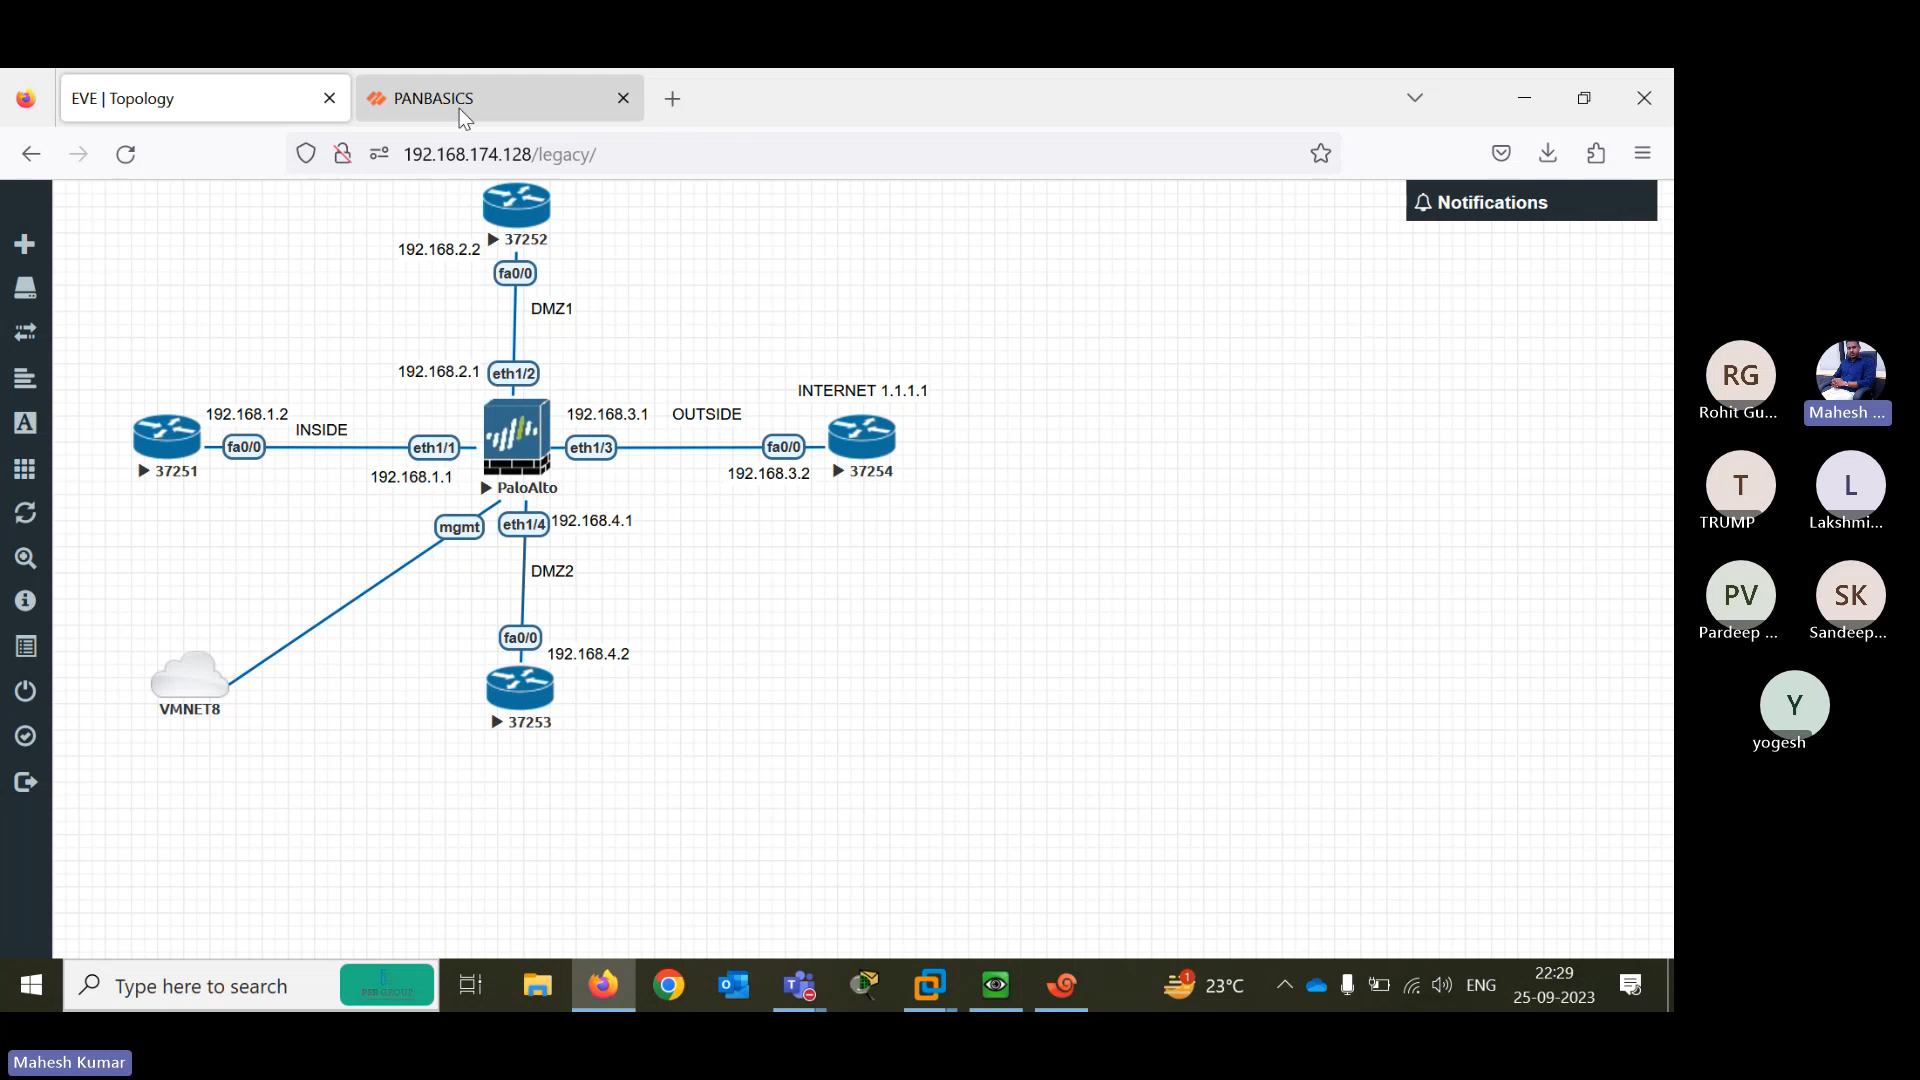 EVE | Topology
PANBASICS
192.168.174.128/legacy/
Notifications
37252
192.168.2.2
fa0/0
DMZ1
192.168.2.1
eth1/2
INTERNET 1.1.1.1
192.168.1.2
INSIDE
fa0/0
eth1/1
192.168.1.1
37251
192.168.3.1
OUTSIDE
eth1/3
fa0/0
192.168.3.2
37254
PaloAlto
mgmt
eth1/4
192.168.4.1
DMZ2
fa0/0
192.168.4.2
37253
VMNET8
RG
Rohit Gu...
Mahesh ...
T
TRUMP
L
Lakshmi...
PV
Pardeep ...
SK
Sandeep...
Y
yogesh
Type here to search
1
23°C
ENG
22:29
25-09-2023
Mahesh Kumar